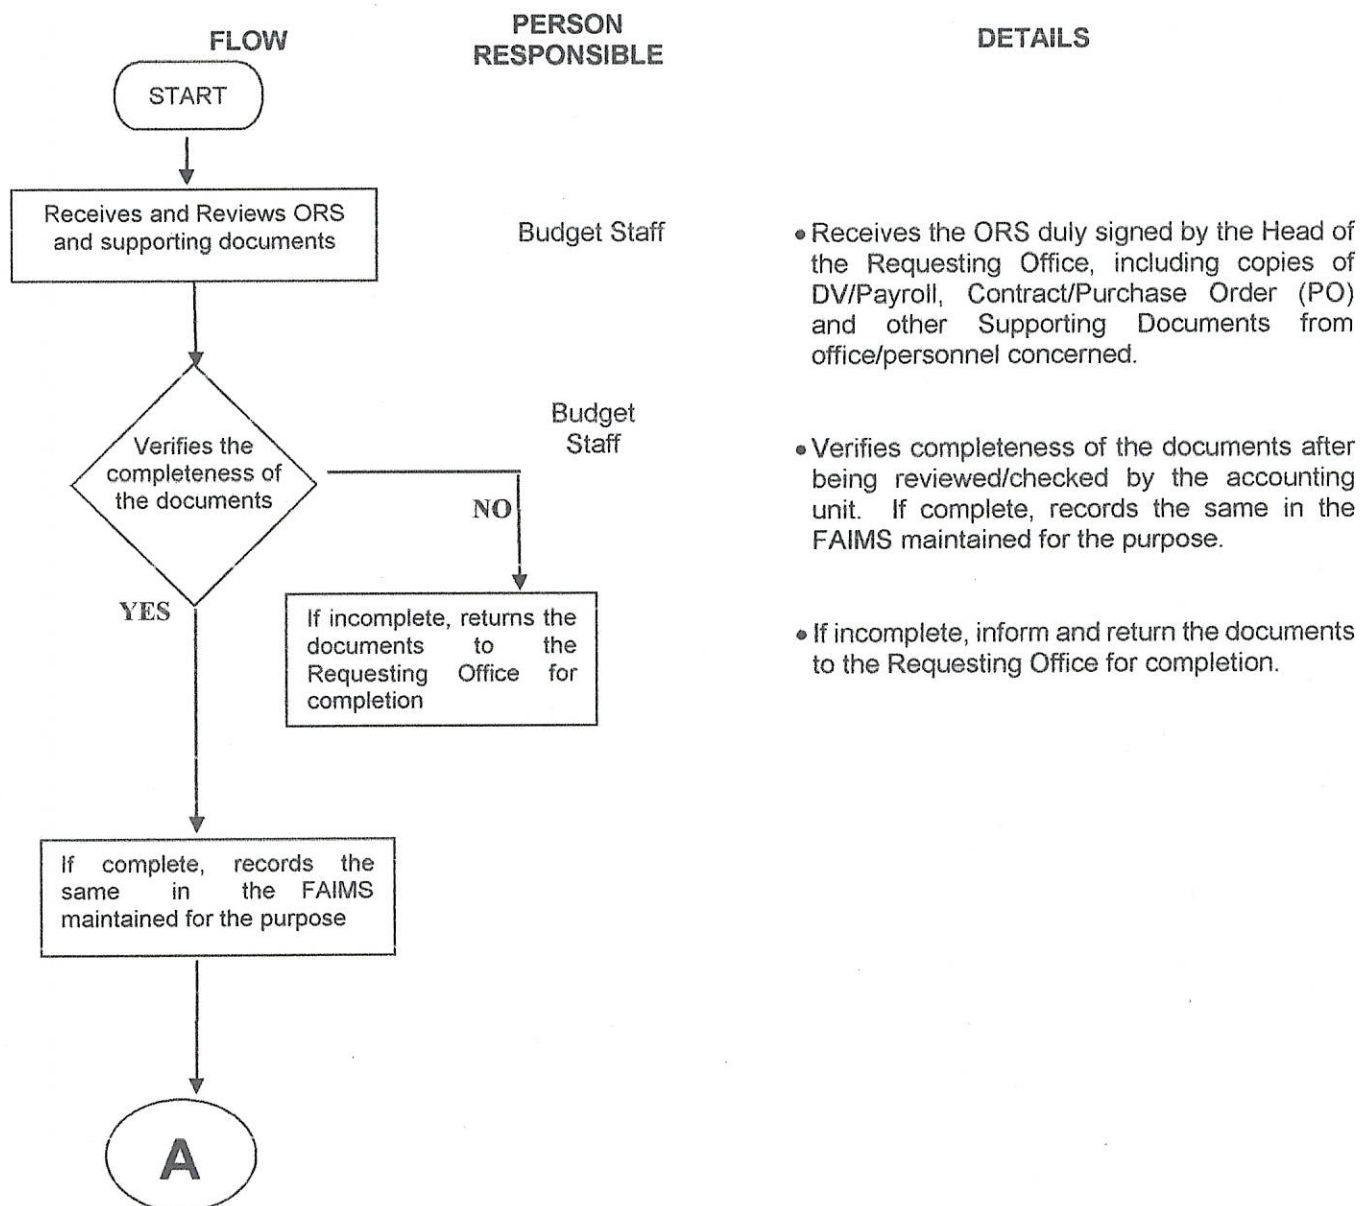 FLOW
PERSON
RESPONSIBLE
DETAILS
START
Receives and Reviews ORS
and supporting documents
Budget Staff
• Receives the ORS duly signed by the Head of
the Requesting Office, including copies of
DV/Payroll, Contract/Purchase Order (PO)
and other Supporting Documents from
office/personnel concerned.
Verifies the
completeness of
the documents
Budget
Staff
• Verifies completeness of the documents after
being reviewed/checked by the accounting
unit. If complete, records the same in the
FAIMS maintained for the purpose.
NO
YES
If incomplete, returns the
documents to the
Requesting Office for
completion
• If incomplete, inform and return the documents
to the Requesting Office for completion.
If complete, records the
same in the FAIMS
maintained for the purpose
A